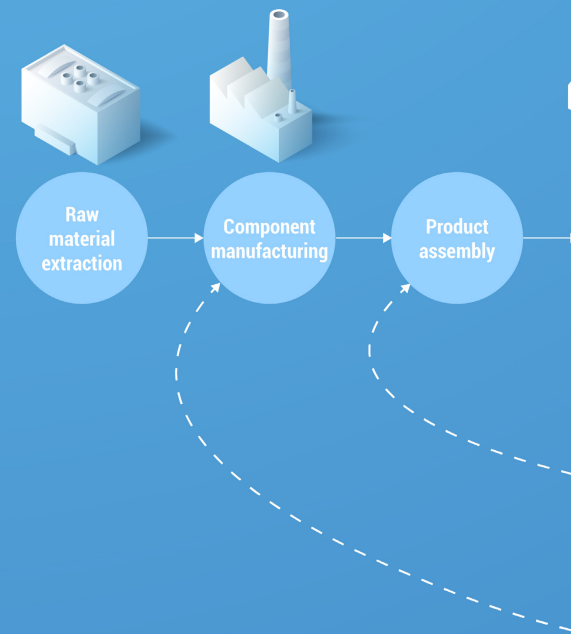 Raw
material
extraction
Component
manufacturing
Product
assembly